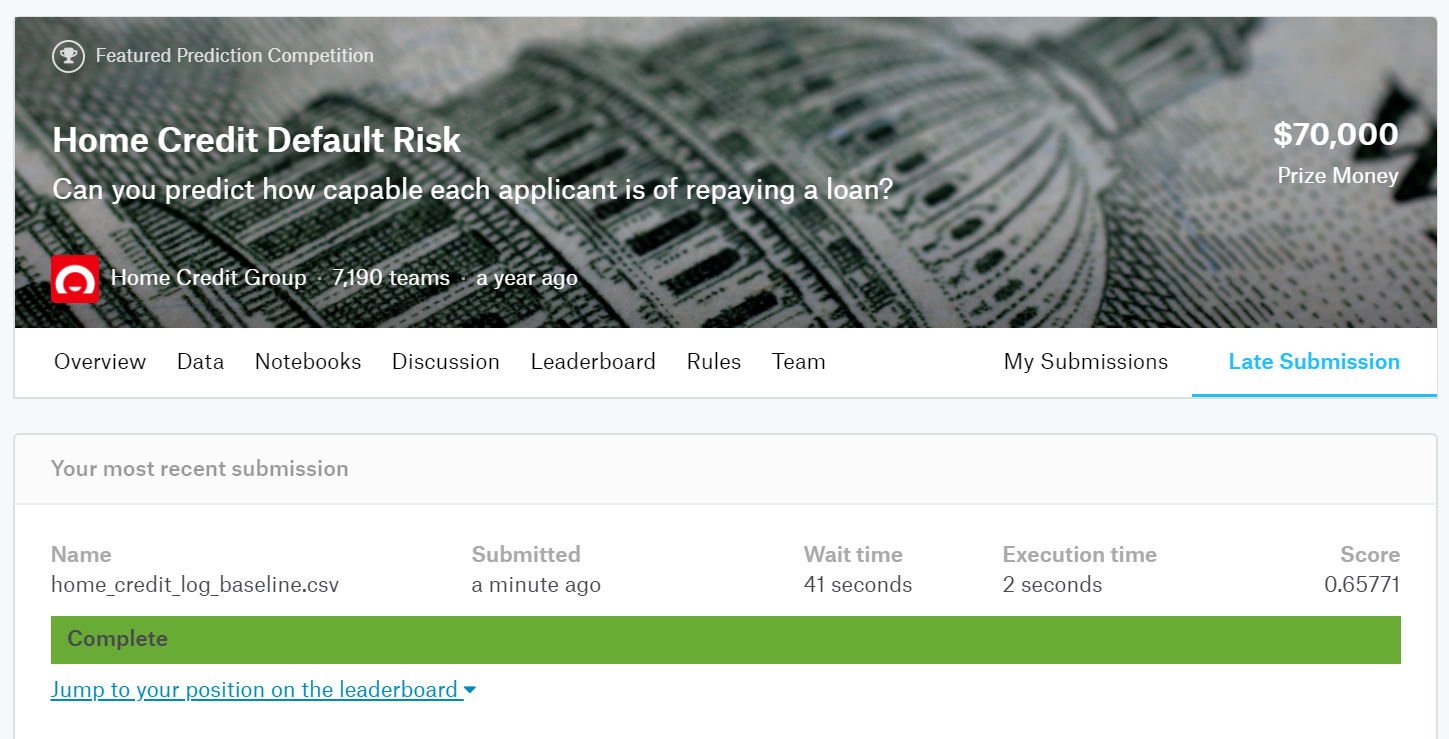 Featured Prediction Competition
Home Credit Default Risk
$70,000
Can you predict how capable each applicant is of repaying a loan?
Prize Money
Home Credit Group · 7,190 teams · a year ago
Overview Data Notebooks Discussion Leaderboard Rules Team My Submissions Late Submission
Your most recent submission
Name Submitted Wait time Execution time Score
home_credit_log_baseline.csv a minute ago 41 seconds 2 seconds 0.65771
Complete
Jump to your position on the leaderboard